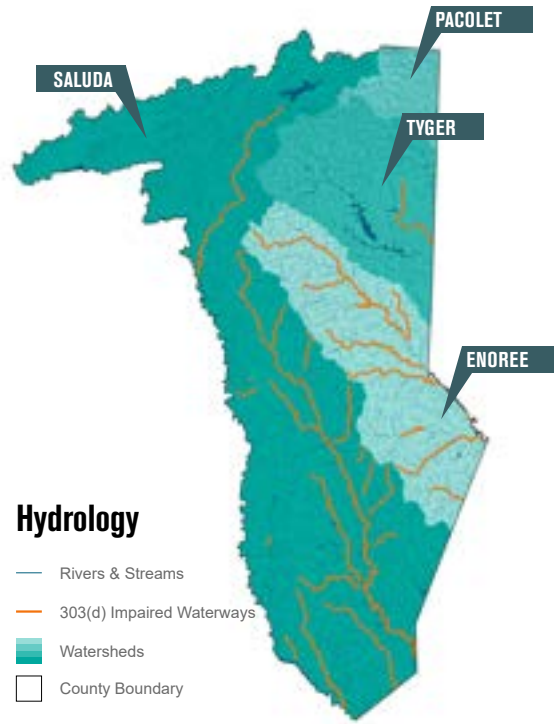 PACOLET
SALUDA
TYGER
ENOREE
Hydrology
Rivers & Streams
303(d) Impaired Waterways
Watersheds
County Boundary